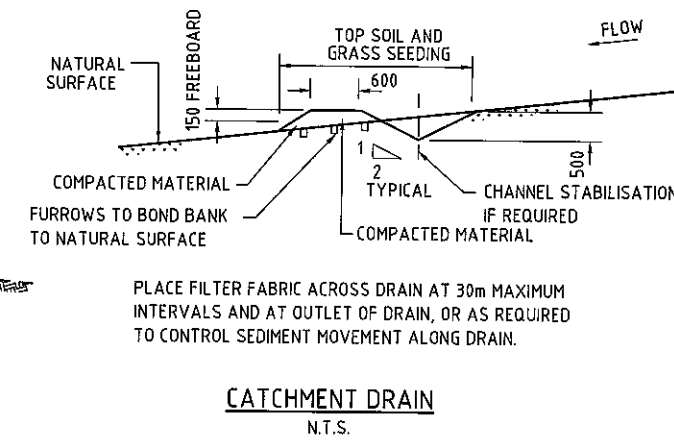 TOP SOIL AND
GRASS SEEDING
FLOW
NATURAL
SURFACE
150 FREEBOARD
600
1
2
TYPICAL
500
COMPACTED MATERIAL
CHANNEL STABILISATION
IF REQUIRED
FURROWS TO BOND BANK
TO NATURAL SURFACE
COMPACTED MATERIAL
PLACE FILTER FABRIC ACROSS DRAIN AT 30m MAXIMUM
INTERVALS AND AT OUTLET OF DRAIN, OR AS REQUIRED
TO CONTROL SEDIMENT MOVEMENT ALONG DRAIN.
CATCHMENT DRAIN
N.T.S.